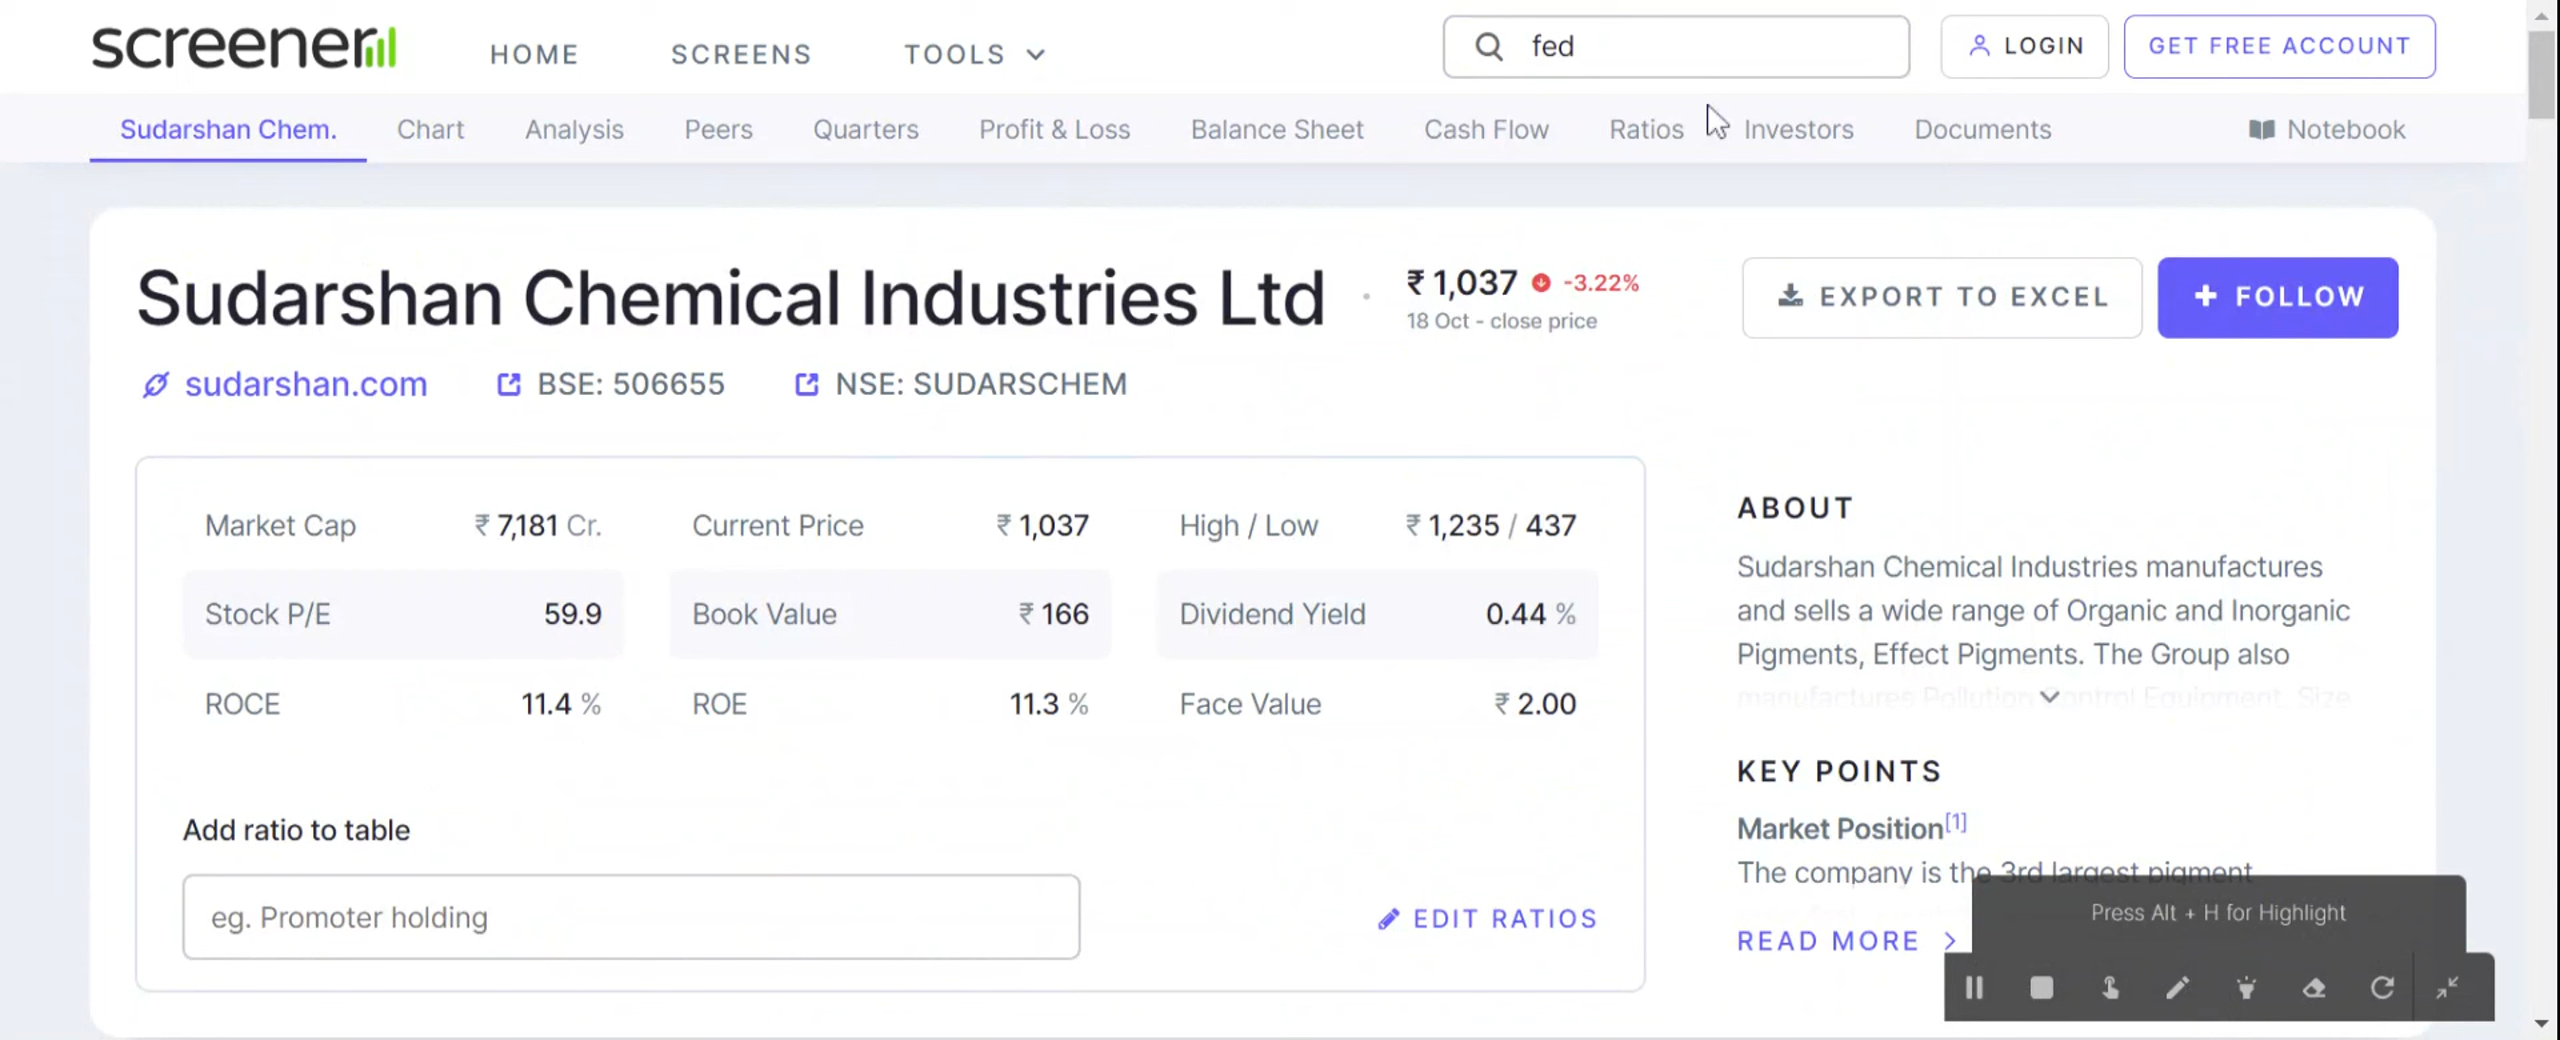 screener
HOME SCREENS TOOLS
fed
LOGIN
GET FREE ACCOUNT
Sudarshan Chem. Chart Analysis Peers Quarters Profit & Loss Balance Sheet Cash Flow Ratios Investors Documents Notebook
Sudarshan Chemical Industries Ltd
₹ 1,037 -3.22%
18 Oct - close price
EXPORT TO EXCEL
+ FOLLOW
sudarshan.com BSE: 506655 NSE: SUDARSCHEM
Market Cap ₹ 7,181 Cr. Current Price ₹ 1,037 High / Low ₹ 1,235 / 437
Stock P/E 59.9 Book Value ₹ 166 Dividend Yield 0.44 %
ROCE 11.4 % ROE 11.3 % Face Value ₹ 2.00
Add ratio to table
eg. Promoter holding
EDIT RATIOS
ABOUT
Sudarshan Chemical Industries manufactures
and sells a wide range of Organic and Inorganic
Pigments, Effect Pigments. The Group also
manufactures Pollution Control Equipment, Size
KEY POINTS
Market Position[1]
The company is the 3rd largest pigment
READ MORE
Press Alt + H for Highlight